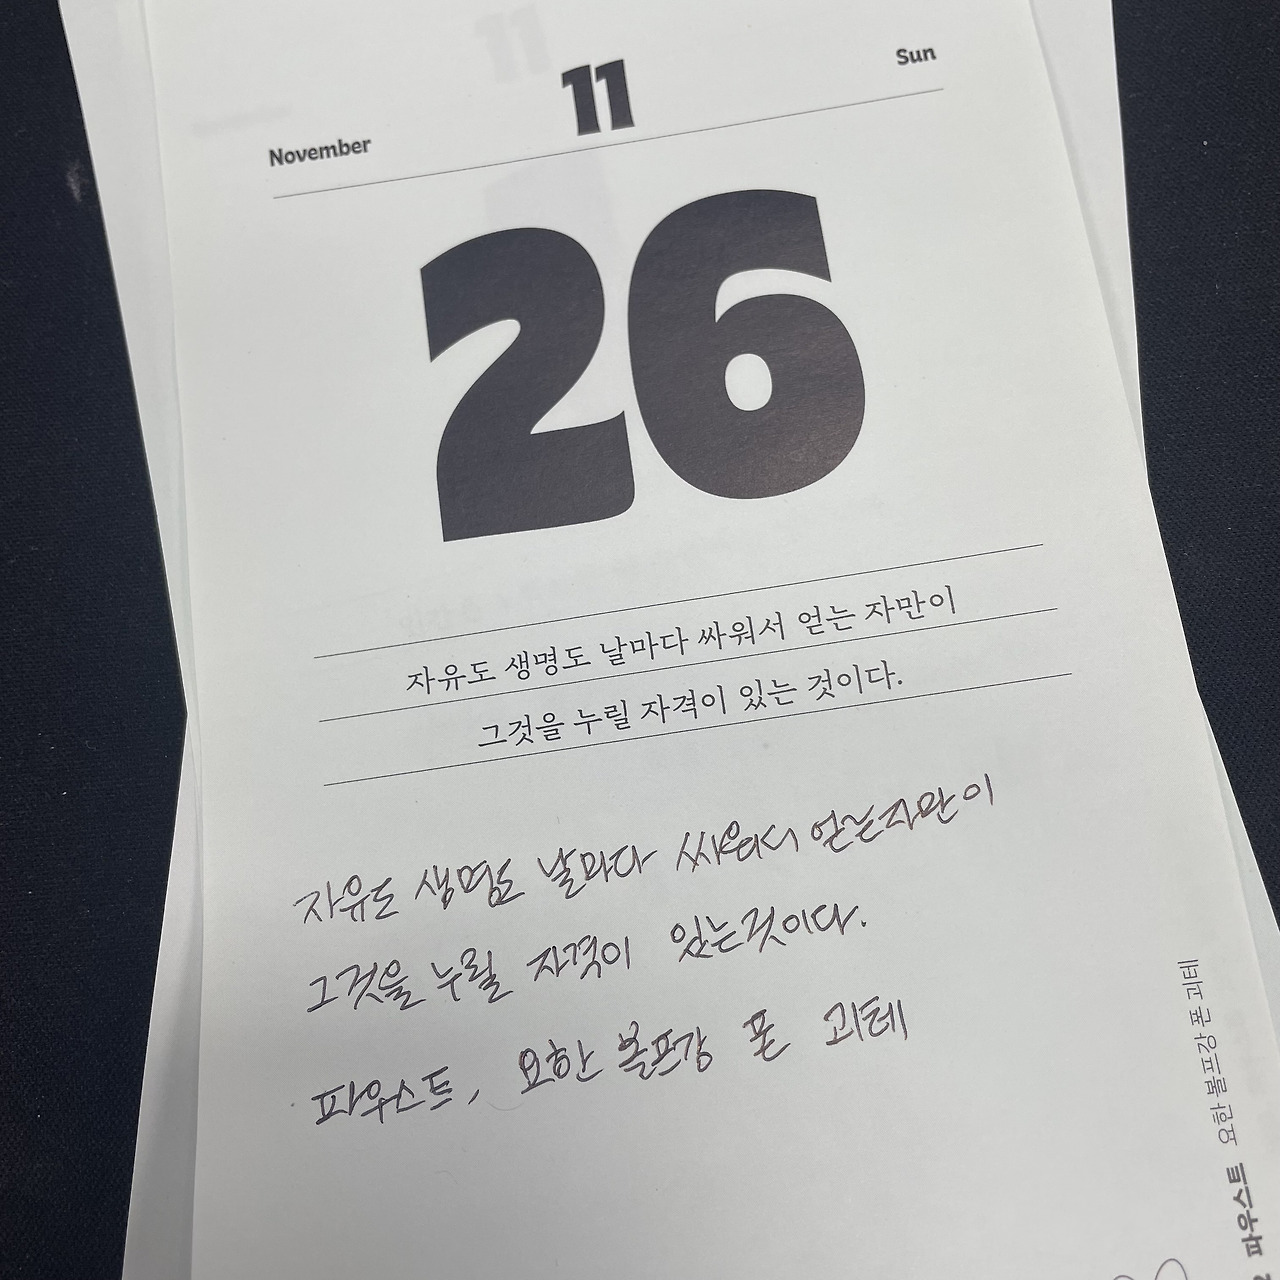 11
November
Sun
26
자유도 생명도 날마다 싸워서 얻는 자만이
그것을 누릴 자격이 있는 것이다.
자유도 생명도 날마다 싸워서 얻는자만이
그것을 누릴 자격이 있는것이다.
파우스트, 요한 볼프강 폰 괴테
파우스트 요한 볼프강 폰 괴테